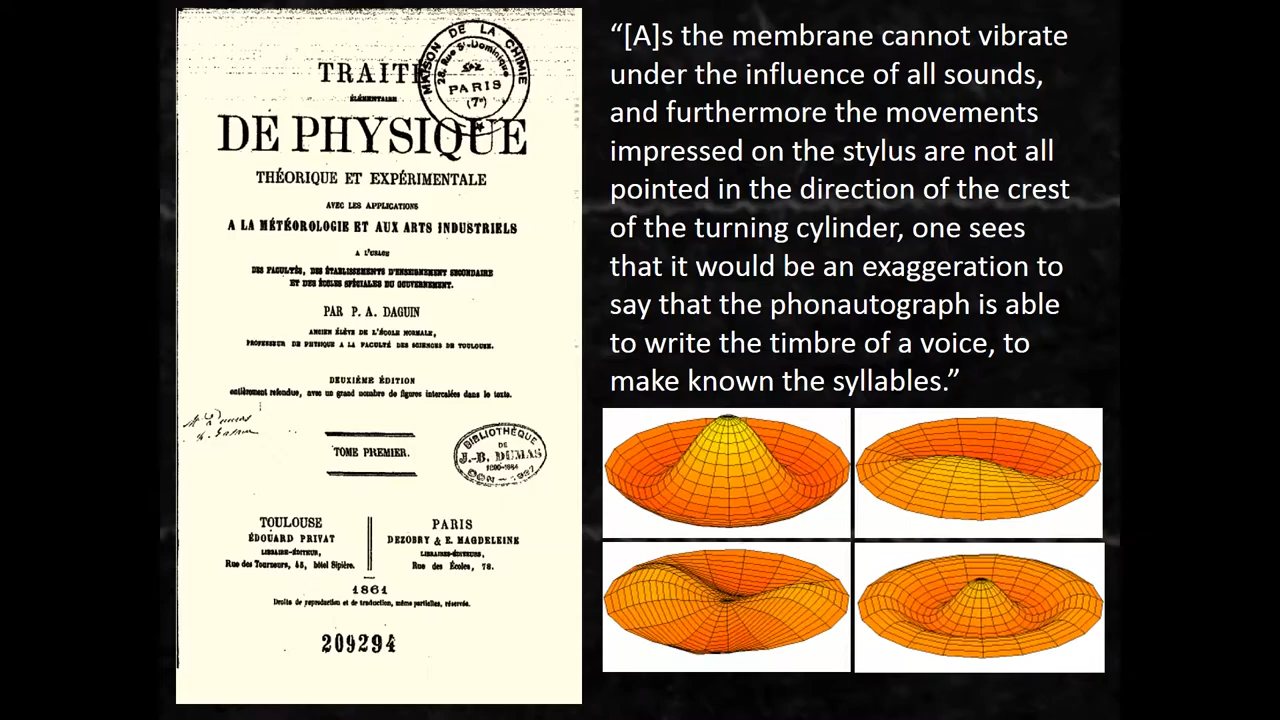 TRAITÉ
ÉLÉMENTAIRE
DE PHYSIQUE
THÉORIQUE ET EXPÉRIMENTALE
AVEC LES APPLICATIONS
A LA MÉTÉOROLOGIE ET AUX ARTS INDUSTRIELS
A L'USAGE
DES FACULTÉS, DES ÉTABLISSEMENTS D'ENSEIGNEMENT SECONDAIRE
ET DES ÉCOLES SPÉCIALES DU GOUVERNEMENT.
PAR P. A. DAGUIN
ANCIEN ÉLÈVE DE L'ÉCOLE NORMALE,
PROFESSEUR DE PHYSIQUE A LA FACULTÉ DES SCIENCES DE TOULOUSE.
DEUXIÈME ÉDITION
entièrement refondue, avec un grand nombre de figures intercalées dans le texte.
TOME PREMIER.
TOULOUSE
ÉDOUARD PRIVAT
LIBRAIRE-ÉDITEUR,
Rue des Tourneurs, 45, hôtel Sipière.
PARIS
DEZOBRY & E. MAGDELEINE
LIBRAIRES-ÉDITEURS,
Rue des Écoles, 78.
1861
Droits de reproduction et de traduction, même partielles, réservés.
209294
MAISON DE LA CHIMIE
28, Rue St-Dominique
PARIS
(7e)
BIBLIOTHÈQUE
DE
J.-B. DUMAS
1800-1884
DON - 1937
“[A]s the membrane cannot vibrate
under the influence of all sounds,
and furthermore the movements
impressed on the stylus are not all
pointed in the direction of the crest
of the turning cylinder, one sees
that it would be an exaggeration to
say that the phonautograph is able
to write the timbre of a voice, to
make known the syllables.”